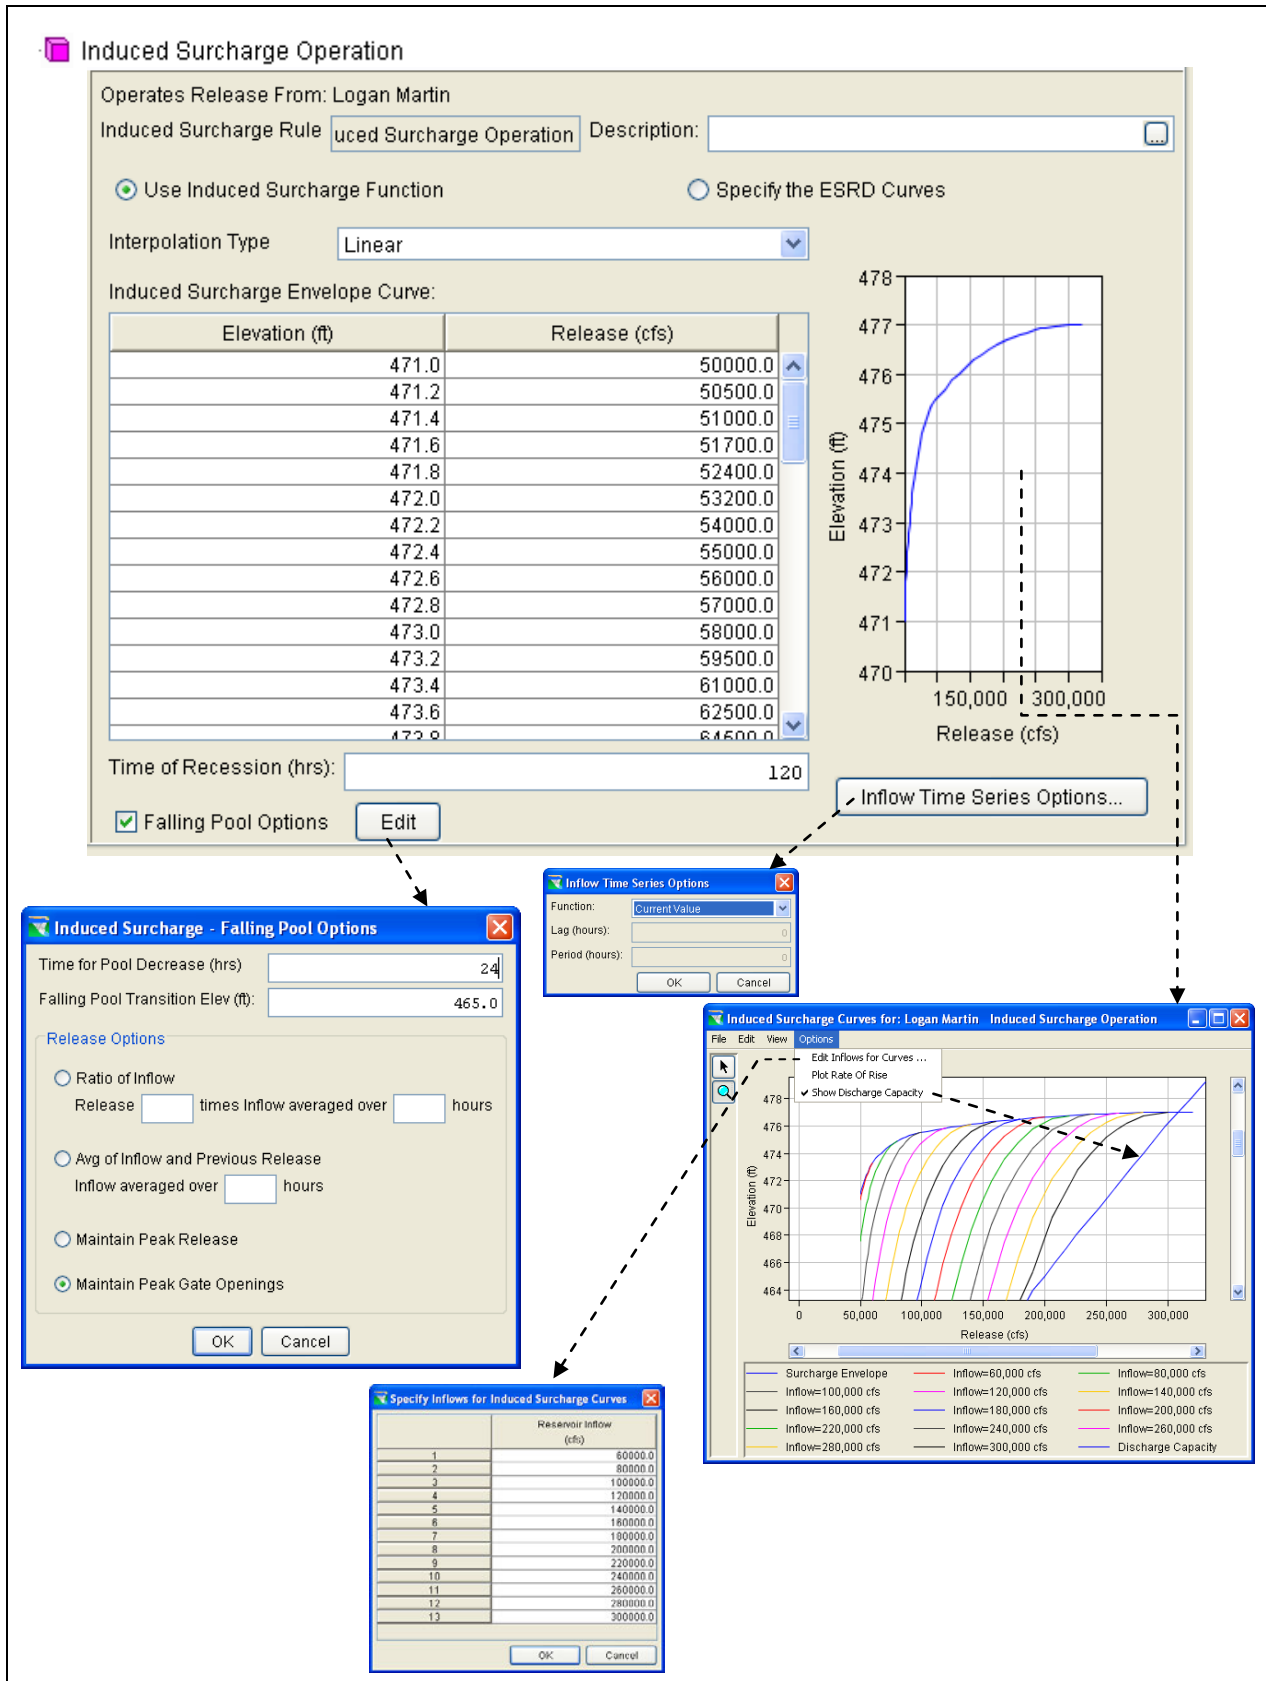 Induced Surcharge Operation
Operates Release From: Logan Martin
Induced Surcharge Rule uced Surcharge Operation Description: ...
Use Induced Surcharge Function Specify the ESRD Curves
Interpolation Type Linear
Induced Surcharge Envelope Curve:
Elevation (ft) Release (cfs)
471.0 50000.0
471.2 50500.0
471.4 51000.0
471.6 51700.0
471.8 52400.0
472.0 53200.0
472.2 54000.0
472.4 55000.0
472.6 56000.0
472.8 57000.0
473.0 58000.0
473.2 59500.0
473.4 61000.0
473.6 62500.0
473.8 64500.0
478
477
476
475
474
473
472
471
470
Elevation (ft)
150,000 300,000
Release (cfs)
Time of Recession (hrs): 120
Inflow Time Series Options...
Falling Pool Options Edit
Inflow Time Series Options
Function: Current Value
Lag (hours): 0
Period (hours): 0
OK Cancel
Induced Surcharge - Falling Pool Options
Time for Pool Decrease (hrs) 24
Falling Pool Transition Elev (ft): 465.0
Release Options
Ratio of Inflow
Release times Inflow averaged over hours
Avg of Inflow and Previous Release
Inflow averaged over hours
Maintain Peak Release
Maintain Peak Gate Openings
OK Cancel
Induced Surcharge Curves for: Logan Martin Induced Surcharge Operation
File Edit View Options
Edit Inflows for Curves ...
Plot Rate Of Rise
Show Discharge Capacity
478
476
474
472
470
468
466
464
Elevation (ft)
0 50,000 100,000 150,000 200,000 250,000 300,000
Release (cfs)
Surcharge Envelope Inflow=60,000 cfs Inflow=80,000 cfs
Inflow=100,000 cfs Inflow=120,000 cfs Inflow=140,000 cfs
Inflow=160,000 cfs Inflow=180,000 cfs Inflow=200,000 cfs
Inflow=220,000 cfs Inflow=240,000 cfs Inflow=260,000 cfs
Inflow=280,000 cfs Inflow=300,000 cfs Discharge Capacity
Specify Inflows for Induced Surcharge Curves
Reservoir Inflow
(cfs)
1 60000.0
2 80000.0
3 100000.0
4 120000.0
5 140000.0
6 160000.0
7 180000.0
8 200000.0
9 220000.0
10 240000.0
11 260000.0
12 280000.0
13 300000.0
OK Cancel